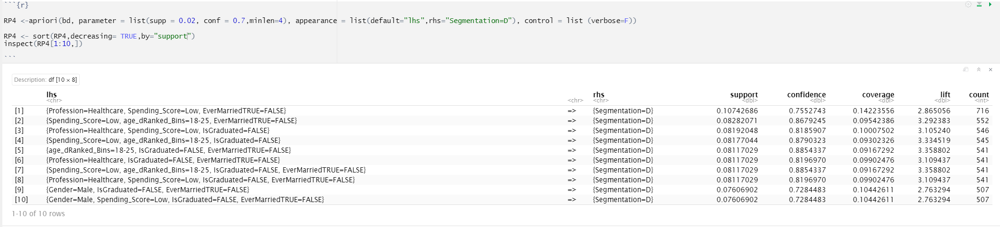 ```{r}
RP4 <-apriori(bd, parameter = list(supp = 0.02, conf = 0.7,minlen=4), appearance = list(default="lhs",rhs="Segmentation=D"), control = list (verbose=F))
RP4 <- sort(RP4,decreasing= TRUE,by="support")
inspect(RP4[1:10,])
```
Description: df [10 × 8]
lhs rhs support confidence coverage lift count
<chr> <chr> <chr> <dbl> <dbl> <dbl> <dbl> <int>
[1] {Profession=Healthcare, Spending_Score=Low, EverMarriedTRUE=FALSE} => {Segmentation=D} 0.10742686 0.7552743 0.14223556 2.865056 716
[2] {Spending_Score=Low, age_dRanked_Bins=18-25, EverMarriedTRUE=FALSE} => {Segmentation=D} 0.08282071 0.8679245 0.09542386 3.292383 552
[3] {Profession=Healthcare, Spending_Score=Low, IsGraduated=FALSE} => {Segmentation=D} 0.08192048 0.8185907 0.10007502 3.105240 546
[4] {Spending_Score=Low, age_dRanked_Bins=18-25, IsGraduated=FALSE} => {Segmentation=D} 0.08177044 0.8790323 0.09302326 3.334519 545
[5] {age_dRanked_Bins=18-25, IsGraduated=FALSE, EverMarriedTRUE=FALSE} => {Segmentation=D} 0.08117029 0.8854337 0.09167292 3.358802 541
[6] {Profession=Healthcare, IsGraduated=FALSE, EverMarriedTRUE=FALSE} => {Segmentation=D} 0.08117029 0.8196970 0.09902476 3.109437 541
[7] {Spending_Score=Low, age_dRanked_Bins=18-25, IsGraduated=FALSE, EverMarriedTRUE=FALSE} => {Segmentation=D} 0.08117029 0.8854337 0.09167292 3.358802 541
[8] {Profession=Healthcare, Spending_Score=Low, IsGraduated=FALSE, EverMarriedTRUE=FALSE} => {Segmentation=D} 0.08117029 0.8196970 0.09902476 3.109437 541
[9] {Gender=Male, IsGraduated=FALSE, EverMarriedTRUE=FALSE} => {Segmentation=D} 0.07606902 0.7284483 0.10442611 2.763294 507
[10] {Gender=Male, Spending_Score=Low, IsGraduated=FALSE, EverMarriedTRUE=FALSE} => {Segmentation=D} 0.07606902 0.7284483 0.10442611 2.763294 507
1-10 of 10 rows